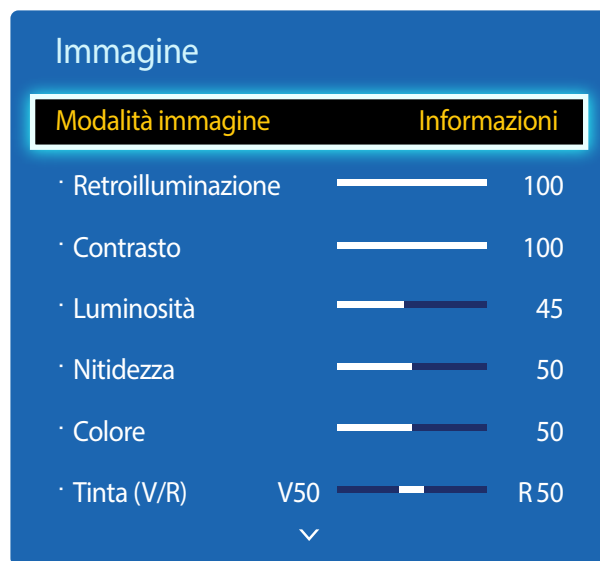 Immagine
Modalità immagine Informazioni
· Retroilluminazione 100
· Contrasto 100
· Luminosità 45
· Nitidezza 50
· Colore 50
· Tinta (V/R) V50 R50